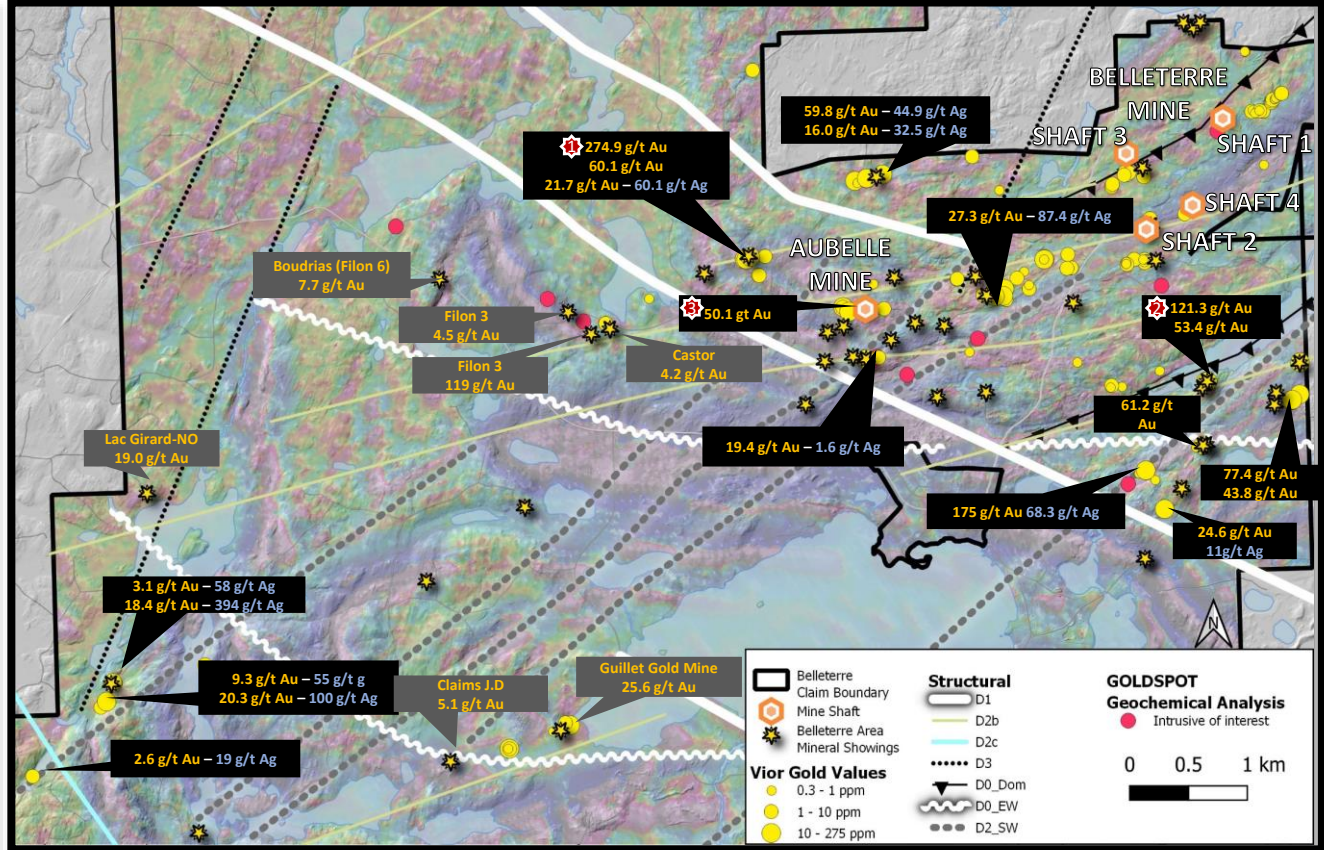 BELLETERRE
MINE
59.8 g/t Au – 44.9 g/t Ag
16.0 g/t Au – 32.5 g/t Ag
SHAFT 3
SHAFT 1
1 274.9 g/t Au
60.1 g/t Au
21.7 g/t Au – 60.1 g/t Ag
27.3 g/t Au – 87.4 g/t Ag
SHAFT 4
SHAFT 2
AUBELLE
MINE
Boudrias (Filon 6)
7.7 g/t Au
3 50.1 gt Au
2 121.3 g/t Au
53.4 g/t Au
Filon 3
4.5 g/t Au
Filon 3
119 g/t Au
Castor
4.2 g/t Au
61.2 g/t
Au
Lac Girard-NO
19.0 g/t Au
19.4 g/t Au – 1.6 g/t Ag
77.4 g/t Au
43.8 g/t Au
175 g/t Au 68.3 g/t Ag
24.6 g/t Au
11g/t Ag
3.1 g/t Au – 58 g/t Ag
18.4 g/t Au – 394 g/t Ag
9.3 g/t Au – 55 g/t g
20.3 g/t Au – 100 g/t Ag
Claims J.D
5.1 g/t Au
Guillet Gold Mine
25.6 g/t Au
2.6 g/t Au – 19 g/t Ag
N
Belleterre
Claim Boundary
Mine Shaft
Belleterre Area
Mineral Showings
Vior Gold Values
0.3 - 1 ppm
1 - 10 ppm
10 - 275 ppm
Structural
D1
D2b
D2c
D3
D0_Dom
D0_EW
D2_SW
GOLDSPOT
Geochemical Analysis
Intrusive of interest
0 0.5 1 km